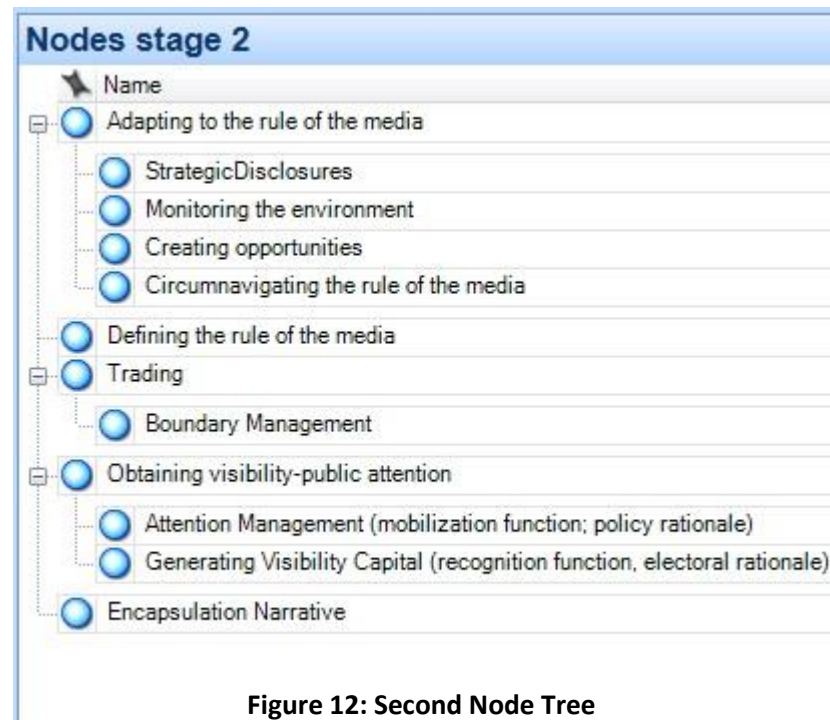 Nodes stage 2
Name
Adapting to the rule of the media
StrategicDisclosures
Monitoring the environment
Creating opportunities
Circumnavigating the rule of the media
Defining the rule of the media
Trading
Boundary Management
Obtaining visibility-public attention
Attention Management (mobilization function; policy rationale)
Generating Visibility Capital (recognition function, electoral rationale)
Encapsulation Narrative
Figure 12: Second Node Tree